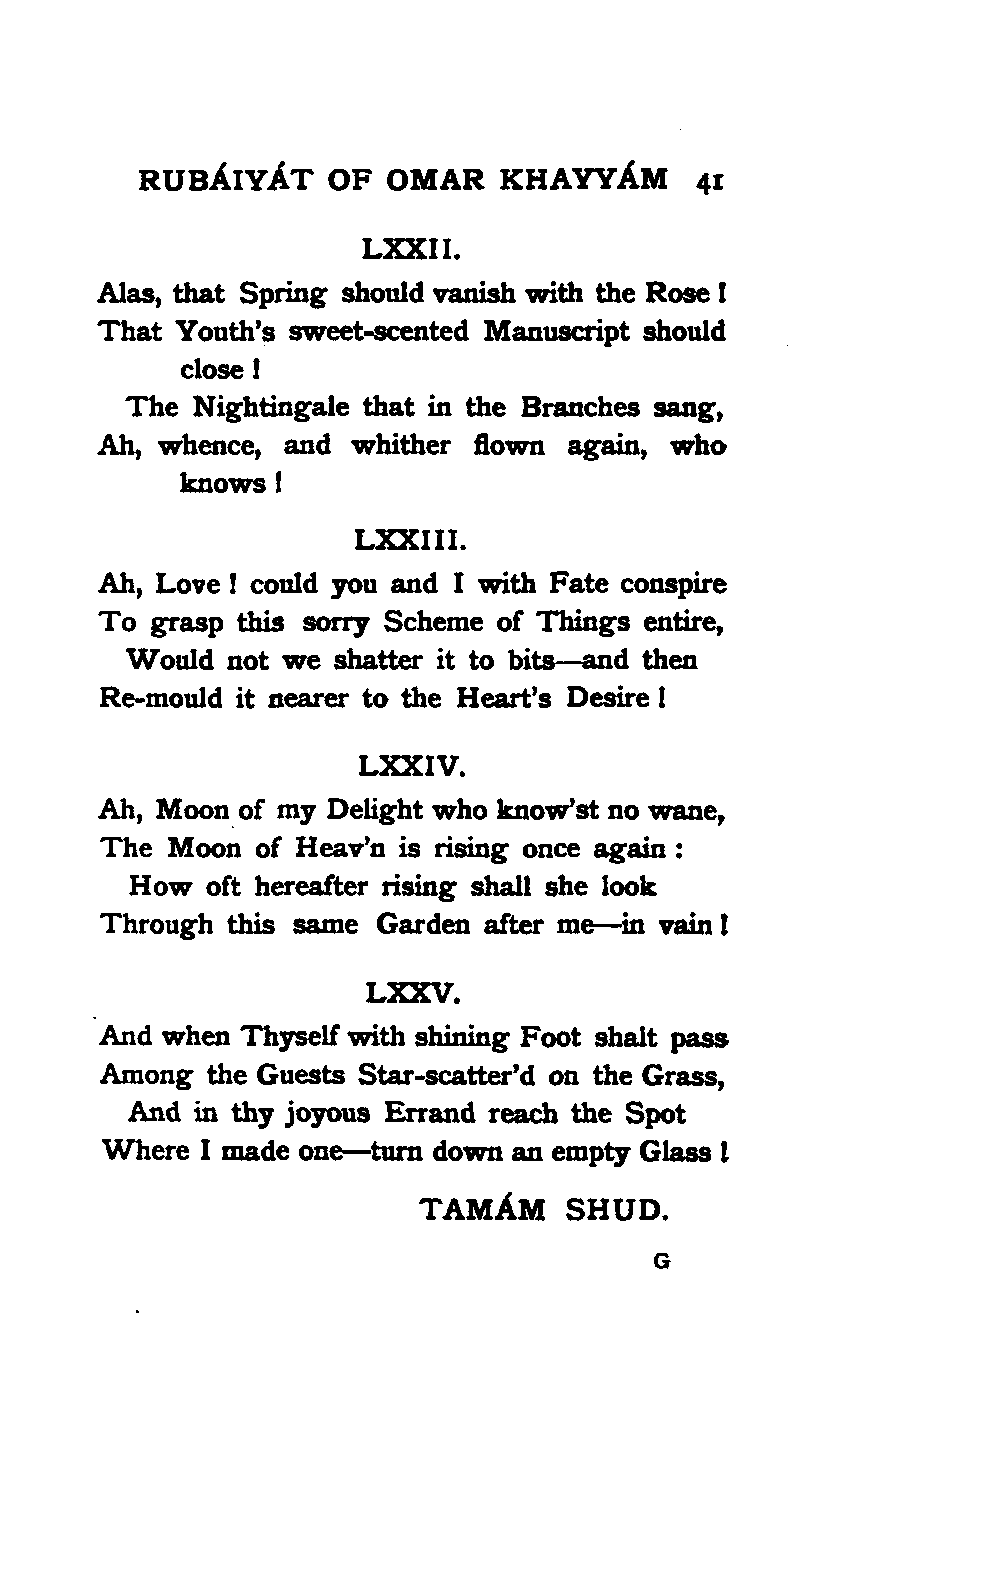 RUBÁIYÁT OF OMAR KHAYYÁM 41
LXXII.
Alas, that Spring should vanish with the Rose!
That Youth's sweet-scented Manuscript should
close!
The Nightingale that in the Branches sang,
Ah, whence, and whither flown again, who
knows!
LXXIII.
Ah, Love! could you and I with Fate conspire
To grasp this sorry Scheme of Things entire,
Would not we shatter it to bits—and then
Re-mould it nearer to the Heart's Desire!
LXXIV.
Ah, Moon of my Delight who know'st no wane,
The Moon of Heav'n is rising once again:
How oft hereafter rising shall she look
Through this same Garden after me—in vain!
LXXV.
And when Thyself with shining Foot shalt pass
Among the Guests Star-scatter'd on the Grass,
And in thy joyous Errand reach the Spot
Where I made one—turn down an empty Glass!
TAMÁM SHUD.
G